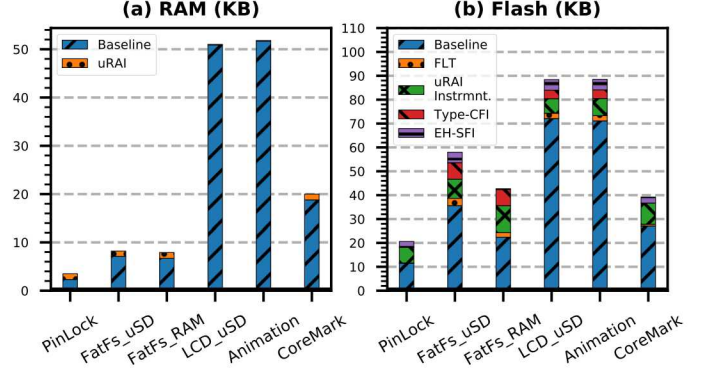 (a) RAM (KB)
50
40
30
20
10
0
Baseline
uRAI
PinLock
FatFs_uSD
FatFs_RAM
LCD_uSD
Animation
CoreMark
(b) Flash (KB)
110
100
90
80
70
60
50
40
30
20
10
0
Baseline
FLT
uRAI
Instrmnt.
Type-CFI
EH-SFI
PinLock
FatFs_uSD
FatFs_RAM
LCD_uSD
Animation
CoreMark